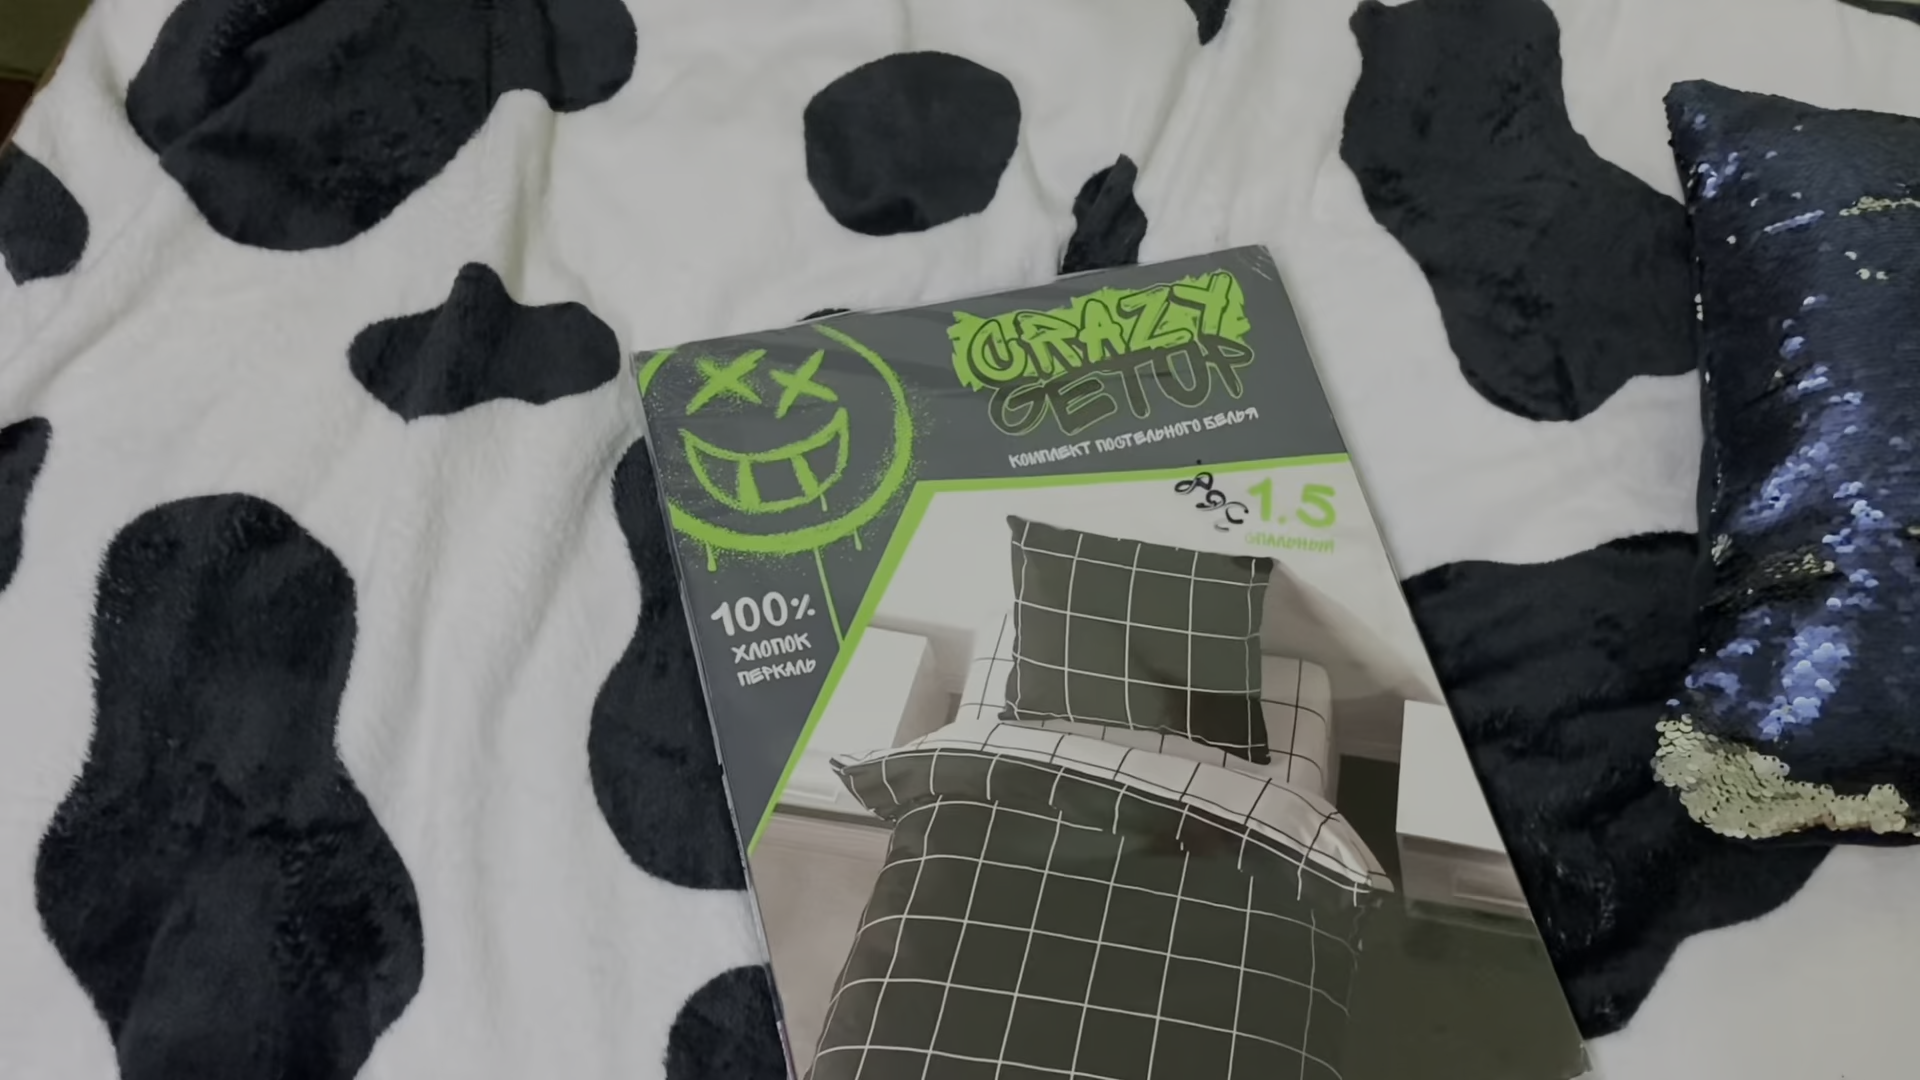 CRAZY
GETUP
КОМПЛЕКТ ПОСТЕЛЬНОГО БЕЛЬЯ
1.5
СПАЛЬНЫЙ
100%
ХЛОПОК
ПЕРКАЛЬ